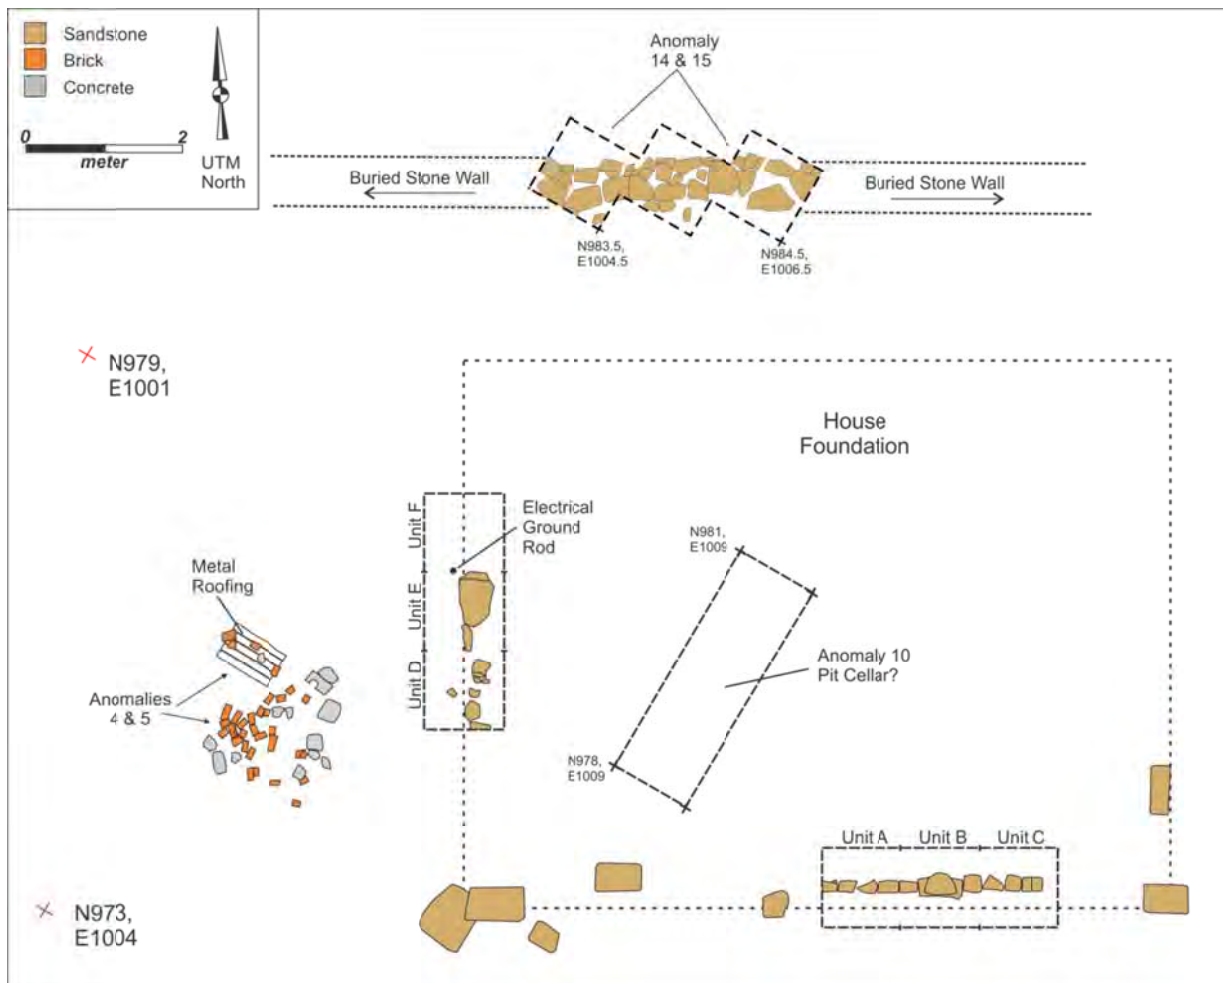 Sandstone
Brick
Concrete
0 2
meter
UTM
North
Anomaly
14 & 15
Buried Stone Wall
Buried Stone Wall
N983.5,
E1004.5
N984.5,
E1006.5
N979,
E1001
House
Foundation
Unit F
Unit E
Unit D
Electrical
Ground
Rod
N981,
E1009
Metal
Roofing
Anomalies
4 & 5
Anomaly 10
Pit Cellar?
N978,
E1009
Unit A Unit B Unit C
N973,
E1004